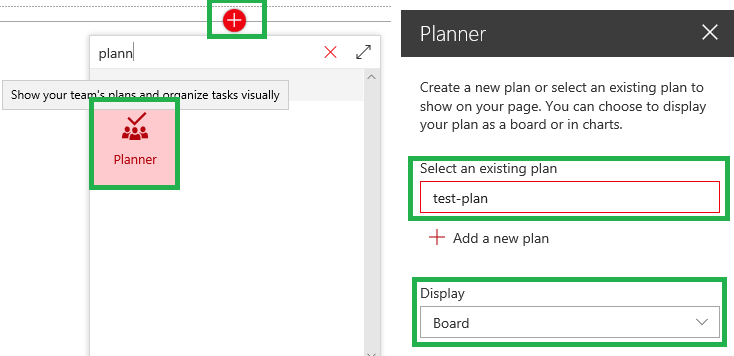 plann
Show your team's plans and organize tasks visually
Planner
Planner
Create a new plan or select an existing plan to
show on your page. You can choose to display
your plan as a board or in charts.
Select an existing plan
test-plan
Add a new plan
Display
Board